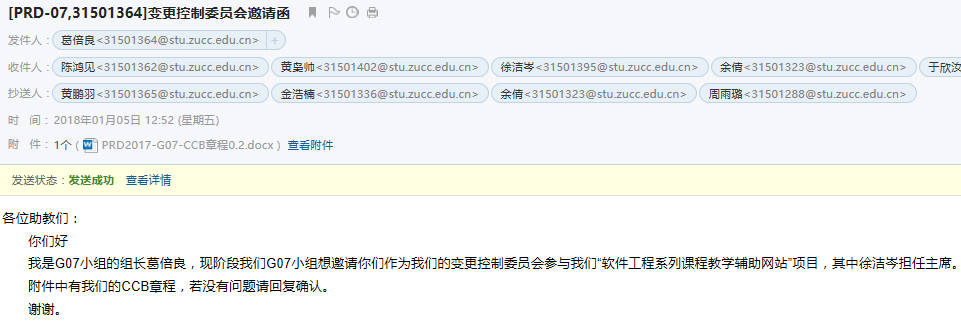 [PRD-07,31501364]变更控制委员会邀请函
发件人：葛倍良<31501364@stu.zucc.edu.cn> +
收件人：陈鸿见<31501362@stu.zucc.edu.cn> 黄枭帅<31501402@stu.zucc.edu.cn> 徐洁岑<31501395@stu.zucc.edu.cn> 余倩<31501323@stu.zucc.edu.cn> 于欣汝
抄送人：黄鹏羽<31501365@stu.zucc.edu.cn> 金浩楠<31501336@stu.zucc.edu.cn> 余倩<31501323@stu.zucc.edu.cn> 周雨璐<31501288@stu.zucc.edu.cn>
时 间：2018年01月05日 12:52 (星期五)
附 件：1个 ( PRD2017-G07-CCB章程0.2.docx ) 查看附件
发送状态：发送成功 查看详情
各位助教们：
你们好
我是G07小组的组长葛倍良，现阶段我们G07小组想邀请你们作为我们的变更控制委员会参与我们“软件工程系列课程教学辅助网站”项目，其中徐洁岑担任主席。
附件中有我们的CCB章程，若没有问题请回复确认。
谢谢。